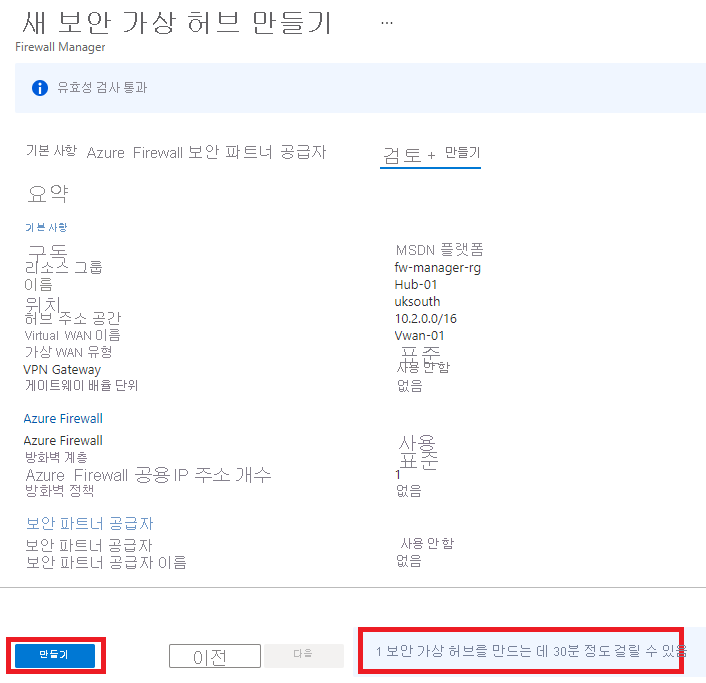 새 보안 가상 허브 만들기 ...
Firewall Manager
유효성 검사 통과
기본 사항 Azure Firewall 보안 파트너 공급자 검토 + 만들기
요약
기본 사항
구독 MSDN 플랫폼
리소스 그룹 fw-manager-rg
이름 Hub-01
위치 uksouth
허브 주소 공간 10.2.0.0/16
Virtual WAN 이름 Vwan-01
가상 WAN 유형 표준
VPN Gateway 사용 안 함
게이트웨이 배율 단위 없음
Azure Firewall
Azure Firewall 사용
방화벽 계층 표준
Azure Firewall 공용 IP 주소 개수 1
방화벽 정책 없음
보안 파트너 공급자
보안 파트너 공급자 사용 안 함
보안 파트너 공급자 이름 없음
만들기 이전 다음 1 보안 가상 허브를 만드는 데 30분 정도 걸릴 수 있음